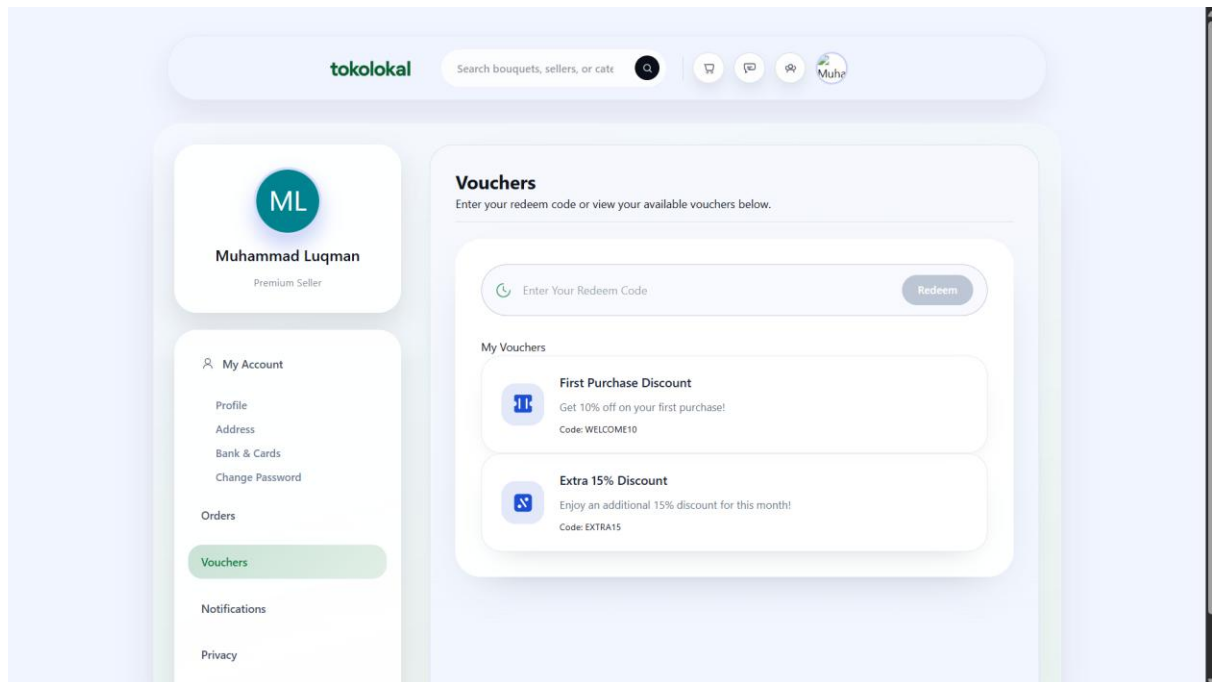 tokolokal
Search bouquets, sellers, or cate
Muha
ML
Muhammad Luqman
Premium Seller
My Account
Profile
Address
Bank & Cards
Change Password
Orders
Vouchers
Notifications
Privacy
Vouchers
Enter your redeem code or view your available vouchers below.
Enter Your Redeem Code
Redeem
My Vouchers
First Purchase Discount
Get 10% off on your first purchase!
Code: WELCOME10
Extra 15% Discount
Enjoy an additional 15% discount for this month!
Code: EXTRA15